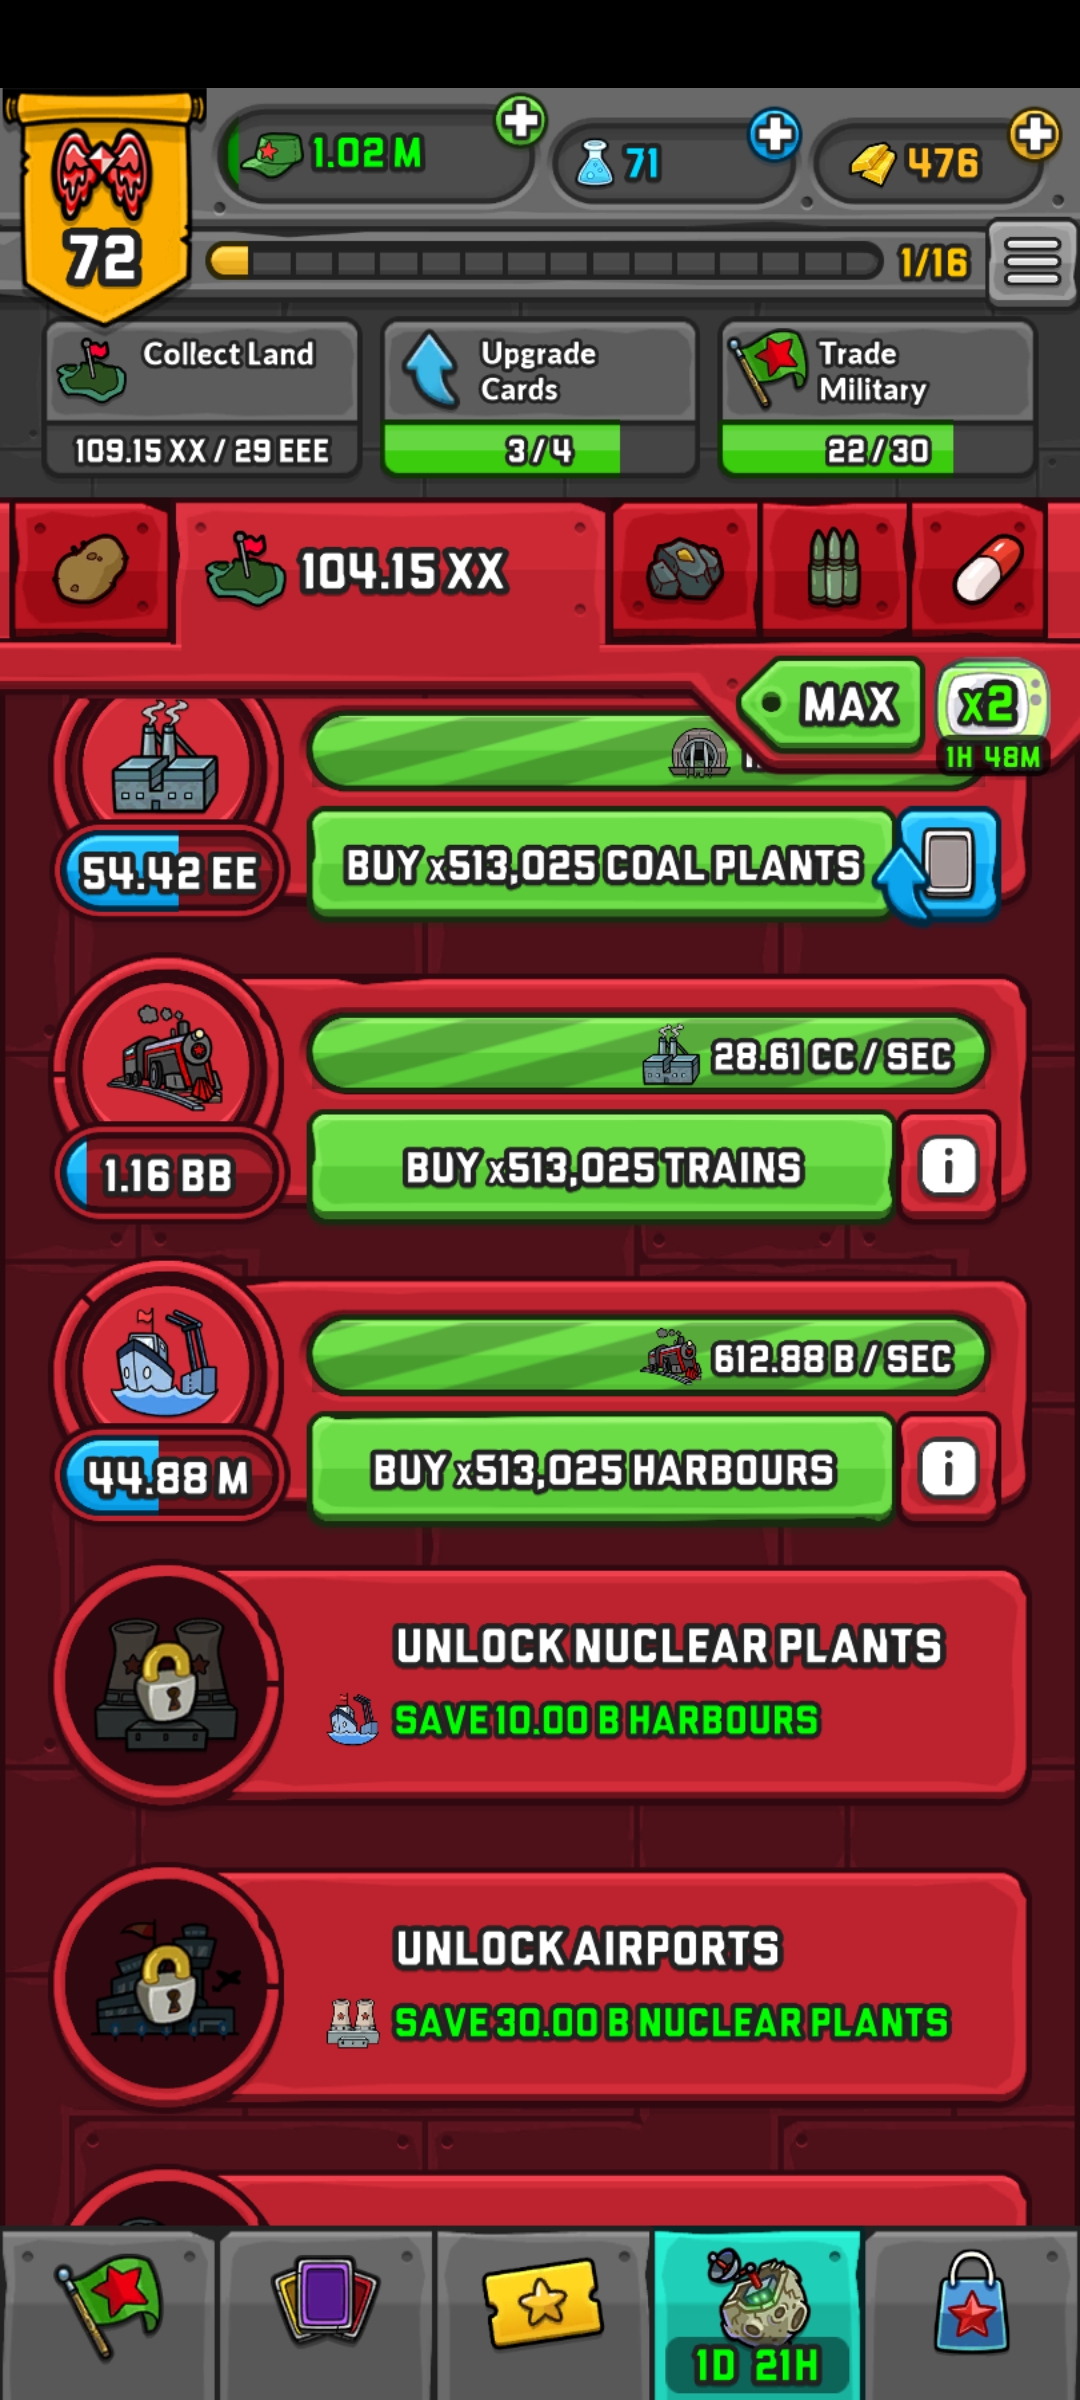 1.02 M
71
476
72
1/16
Collect Land
109.15 XX / 29 EEE
Upgrade
Cards
3/4
Trade
Military
22/30
104.15 XX
MAX
x2
1H 48M
54.42 EE
BUY x513,025 COAL PLANTS
28.61 CC / SEC
1.16 BB
BUY x513,025 TRAINS
612.88 B / SEC
44.88 M
BUY x513,025 HARBOURS
UNLOCK NUCLEAR PLANTS
SAVE 10.00 B HARBOURS
UNLOCK AIRPORTS
SAVE 30.00 B NUCLEAR PLANTS
1D 21H